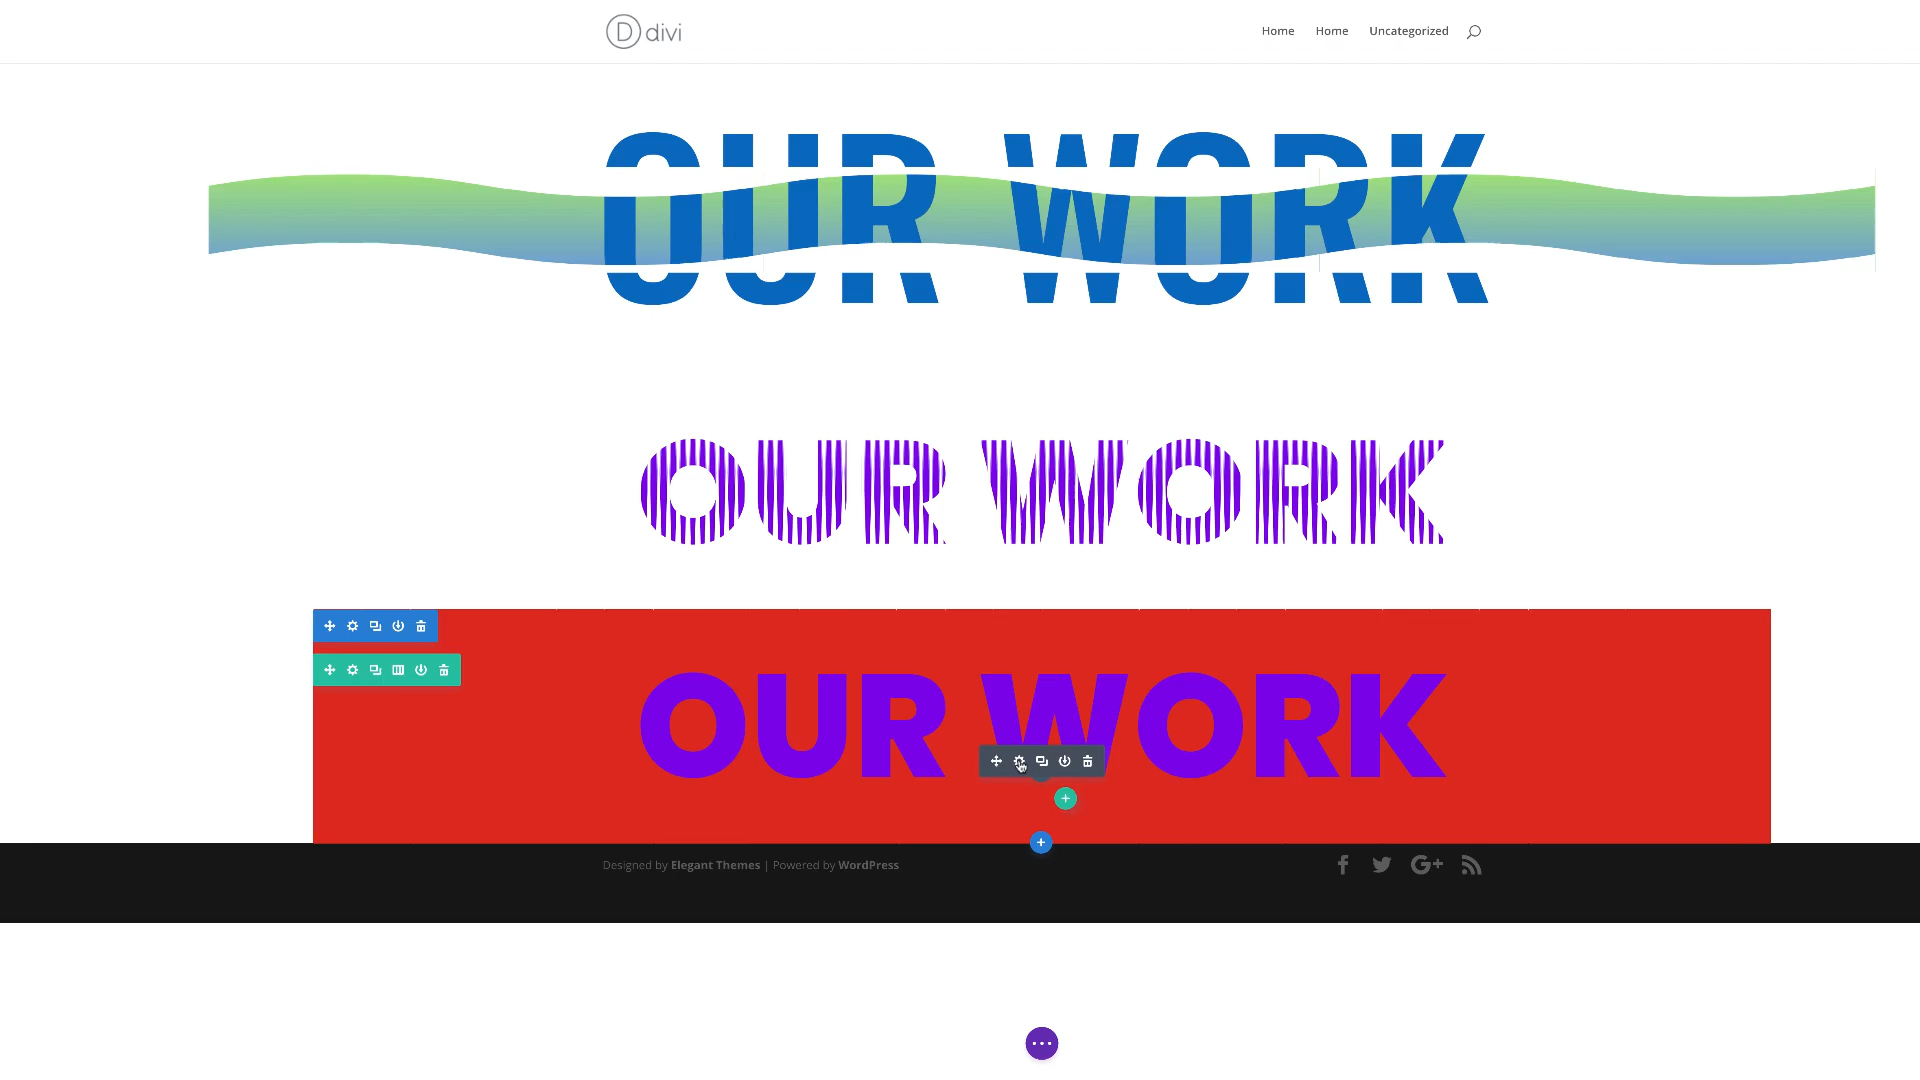 D divi
Home Home Uncategorized
OUR WORK
OUR WORK
OUR WORK
Designed by Elegant Themes | Powered by WordPress